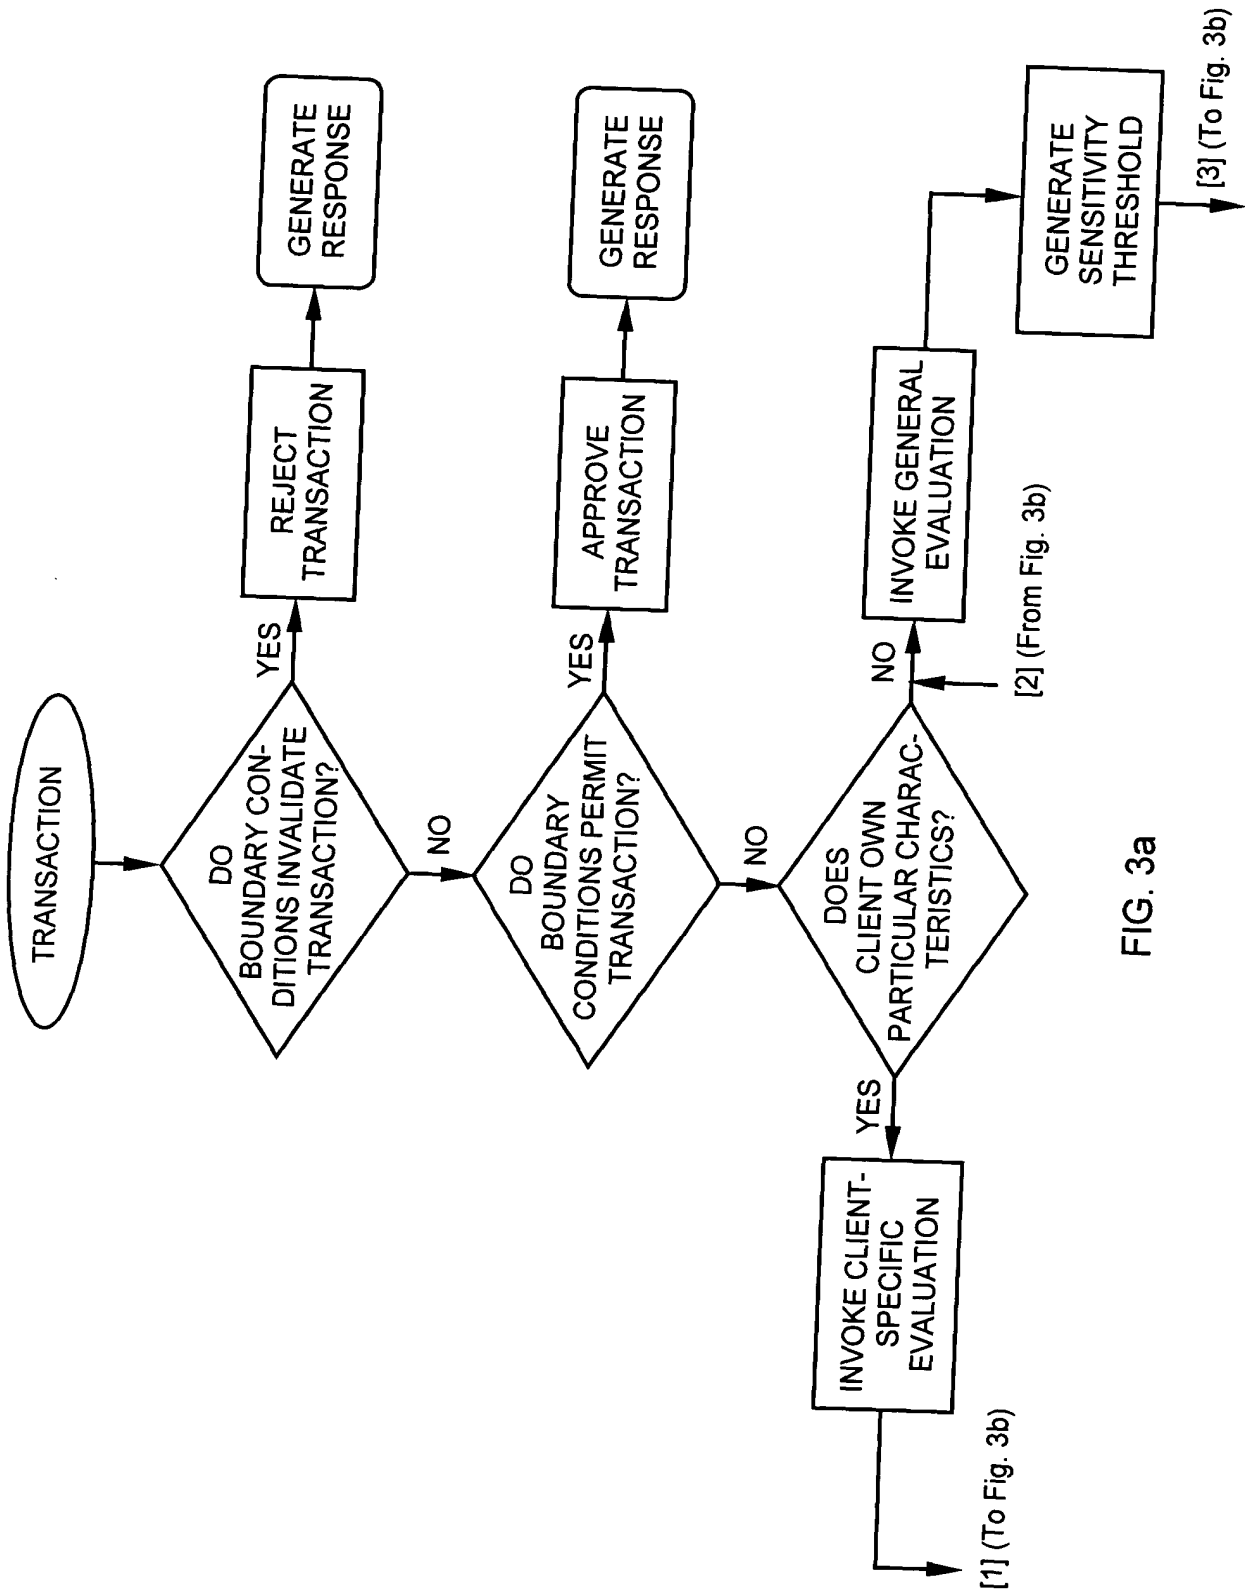 TRANSACTION
DO
BOUNDARY CON-
DITIONS INVALIDATE
TRANSACTION?
YES
REJECT
TRANSACTION
GENERATE
RESPONSE
NO
DO
BOUNDARY
CONDITIONS PERMIT
TRANSACTION?
YES
APPROVE
TRANSACTION
GENERATE
RESPONSE
NO
DOES
CLIENT OWN
PARTICULAR CHARAC-
TERISTICS?
YES
INVOKE CLIENT-
SPECIFIC
EVALUATION
[1] (To Fig. 3b)
NO
[2] (From Fig. 3b)
INVOKE GENERAL
EVALUATION
GENERATE
SENSITIVITY
THRESHOLD
[3] (To Fig. 3b)
FIG. 3a